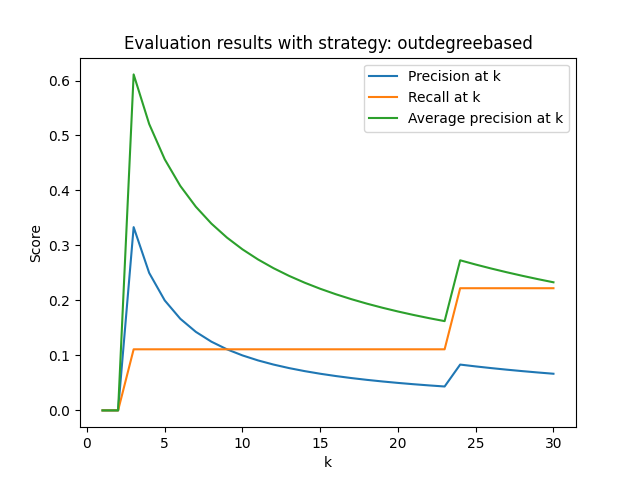 Evaluation results with strategy: outdegreebased
Precision at k
Recall at k
Average precision at k
Score
0.6
0.5
0.4
0.3
0.2
0.1
0.0
0 5 10 15 20 25 30
k